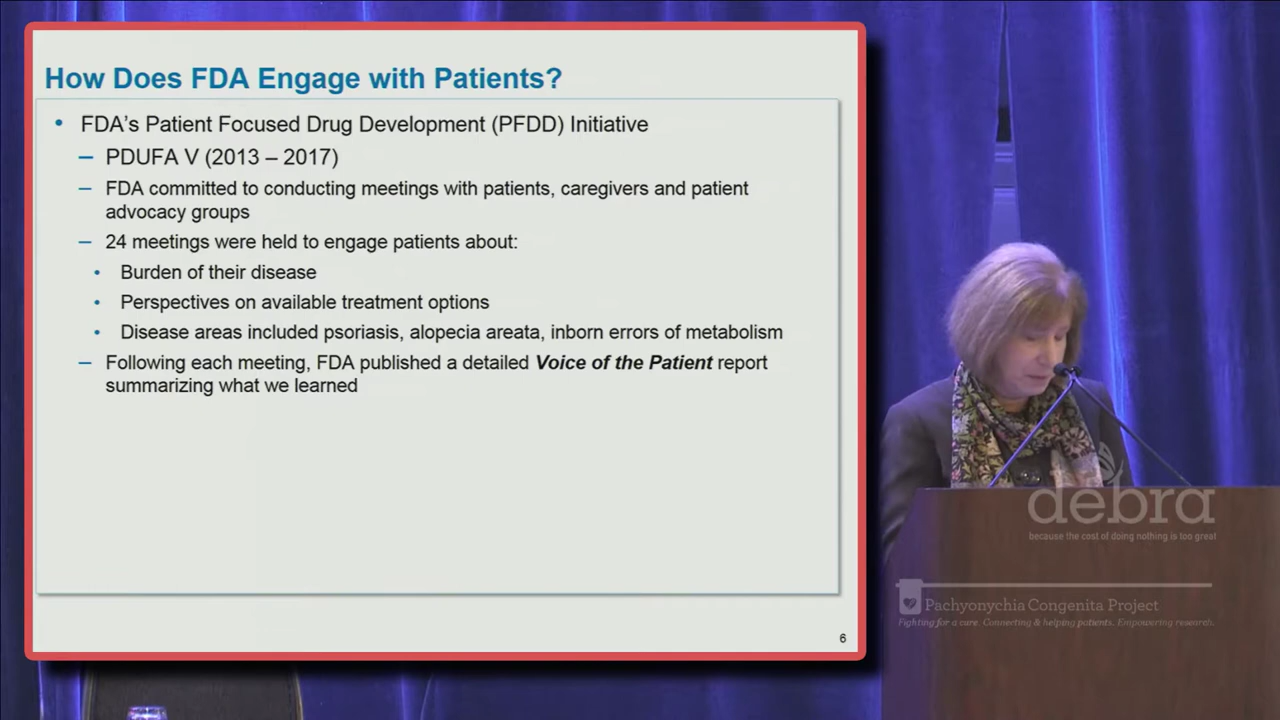 How Does FDA Engage with Patients?
• FDA’s Patient Focused Drug Development (PFDD) Initiative
– PDUFA V (2013 – 2017)
– FDA committed to conducting meetings with patients, caregivers and patient
advocacy groups
– 24 meetings were held to engage patients about:
• Burden of their disease
• Perspectives on available treatment options
• Disease areas included psoriasis, alopecia areata, inborn errors of metabolism
– Following each meeting, FDA published a detailed Voice of the Patient report
summarizing what we learned
6
debra
because the cost of doing nothing is too great
Pachyonychia Congenita Project
Fighting for a cure. Connecting & helping patients. Empowering research.